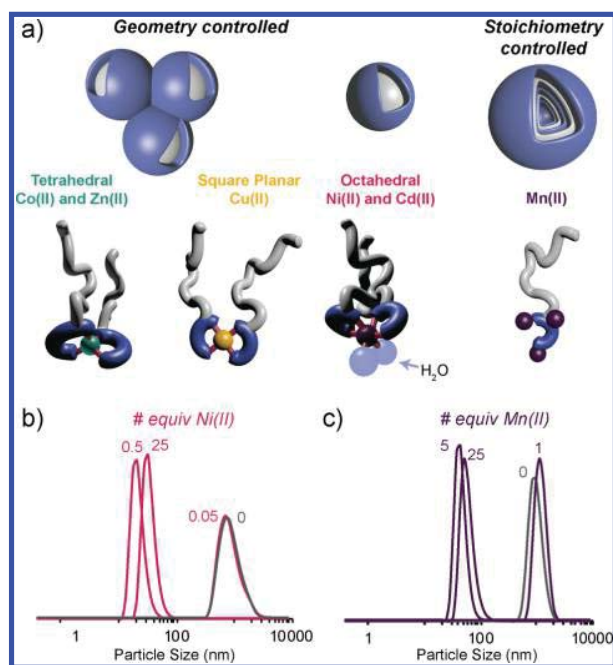 a)
Geometry controlled
Stoichiometry
controlled
Tetrahedral
Co(II) and Zn(II)
Square Planar
Cu(II)
Octahedral
Ni(II) and Cd(II)
Mn(II)
H2O
b)
# equiv Ni(II)
0.5 25
0.05 0
1 100 10000
Particle Size (nm)
c)
# equiv Mn(II)
5 25
0 1
1 100 10000
Particle Size (nm)